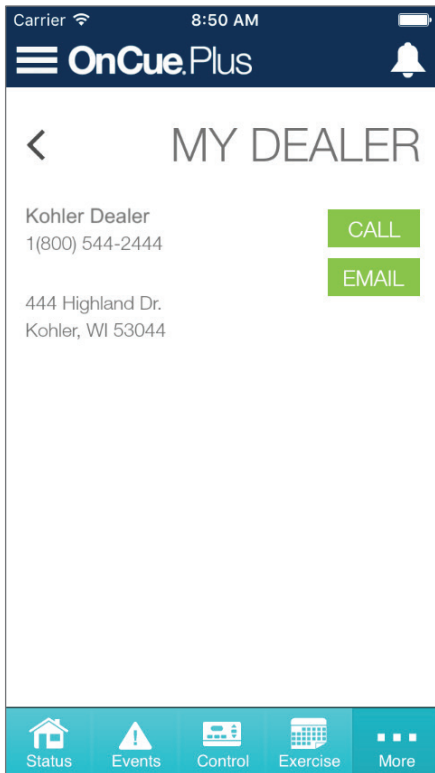 Carrier 8:50 AM
OnCue.Plus
MY DEALER
Kohler Dealer
1(800) 544-2444
CALL
EMAIL
444 Highland Dr.
Kohler, WI 53044
Status Events Control Exercise More